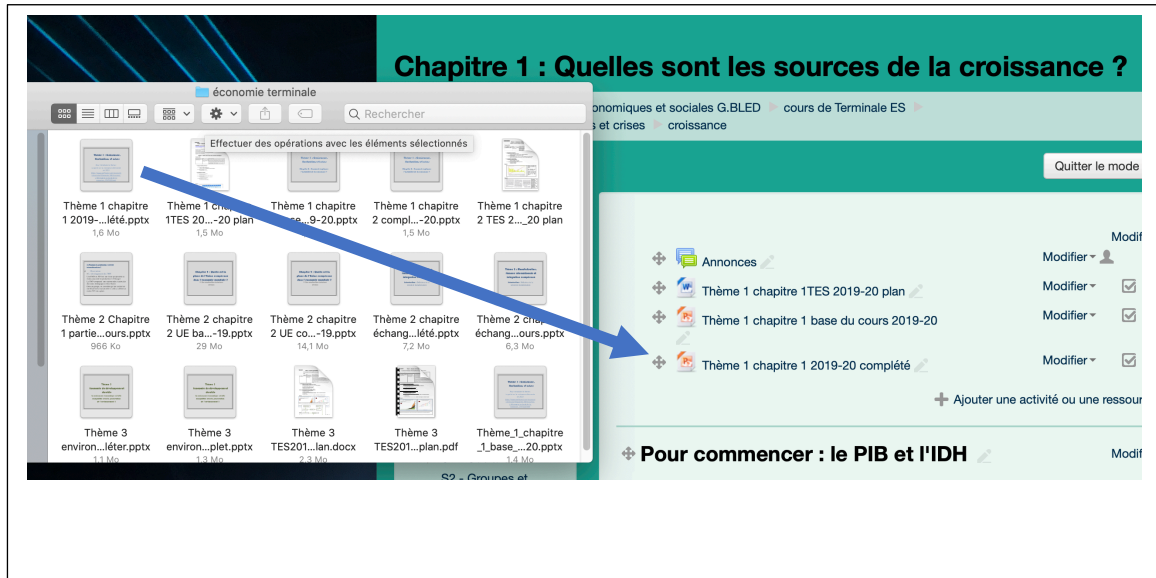 Chapitre 1 : Quelles sont les sources de la croissance ?
économie terminale
Rechercher
Effectuer des opérations avec les éléments sélectionnés
onomiques et sociales G.BLED cours de Terminale ES
s et crises croissance
Quitter le mode
Thème 1 chapitre
1 2019-...lété.pptx
1,6 Mo
Thème 1
1TES 20...-20 plan
1,5 Mo
Thème 1 chapitre
9-20.pptx
Thème 1 chapitre
2 compl...-20.pptx
1,5 Mo
Thème 1 chapitre
2 TES 2..._20 plan
Thème 2 Chapitre
1 partie...ours.pptx
966 Ko
Thème 2 chapitre
2 UE ba...-19.pptx
29 Mo
Thème 2 chapitre
2 UE co...-19.pptx
14,1 Mo
Thème 2 chapitre
échang...lété.pptx
7,2 Mo
Thème 2
échang...ours.pptx
6,3 Mo
Thème 3
environ...léter.pptx
1,1 Mo
Thème 3
environ...plet.pptx
1,3 Mo
Thème 3
TES201...lan.docx
2,3 Mo
Thème 3
TES201...plan.pdf
Thème_1_chapitre
_1_base_...20.pptx
1,4 Mo
Modif
Annonces
Modifier
Thème 1 chapitre 1TES 2019-20 plan
Modifier
Thème 1 chapitre 1 base du cours 2019-20
Modifier
Thème 1 chapitre 1 2019-20 complété
Modifier
Ajouter une activité ou une ressour
Pour commencer : le PIB et l'IDH
Modif
S2 - Groupes et